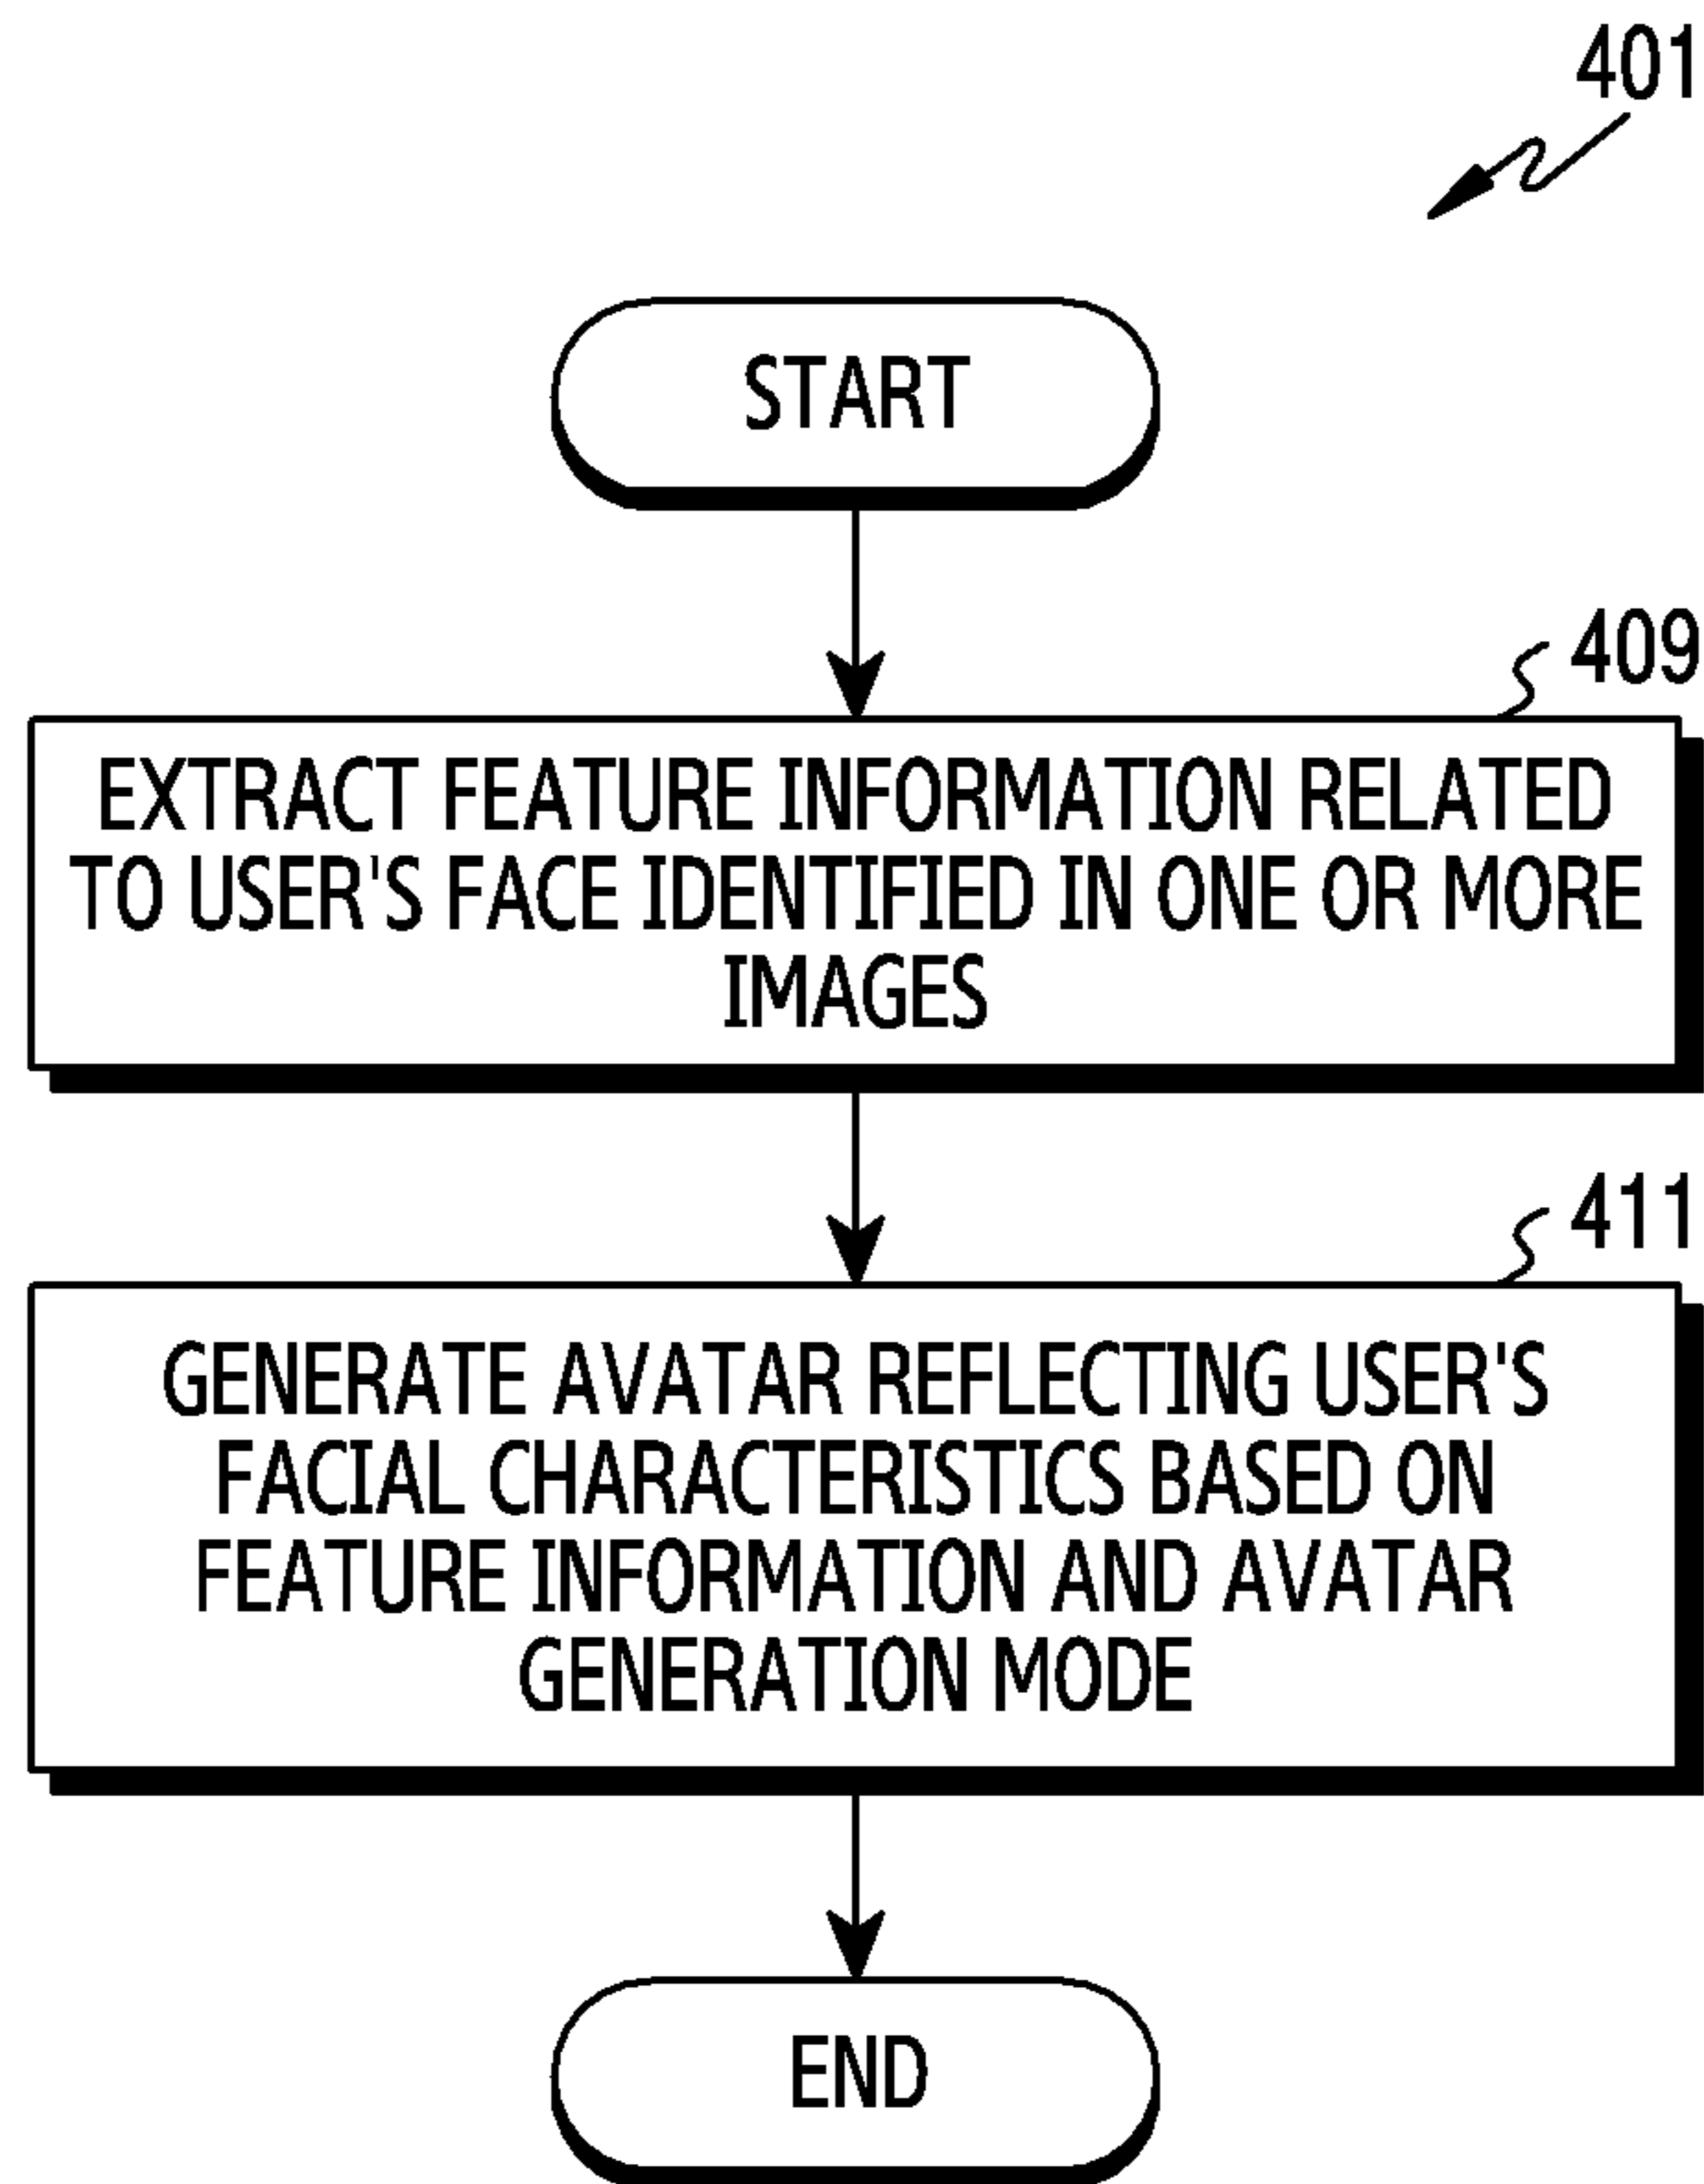 401
START
409
EXTRACT FEATURE INFORMATION RELATED
TO USER'S FACE IDENTIFIED IN ONE OR MORE
IMAGES
411
GENERATE AVATAR REFLECTING USER'S
FACIAL CHARACTERISTICS BASED ON
FEATURE INFORMATION AND AVATAR
GENERATION MODE
END